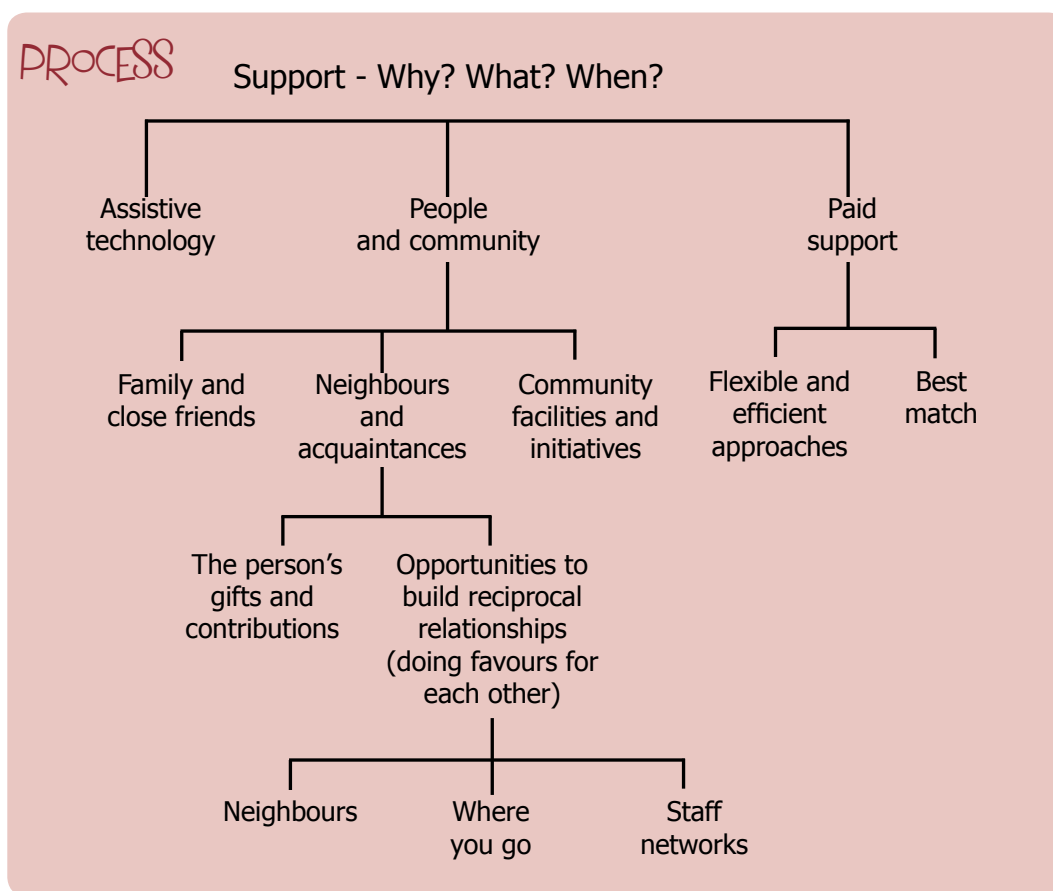 PROCESS
Support - Why? What? When?
Assistive
technology
People
and community
Paid
support
Family and
close friends
Neighbours
and
acquaintances
Community
facilities and
initiatives
Flexible and
efficient
approaches
Best
match
The person’s
gifts and
contributions
Opportunities to
build reciprocal
relationships
(doing favours for
each other)
Neighbours
Where
you go
Staff
networks